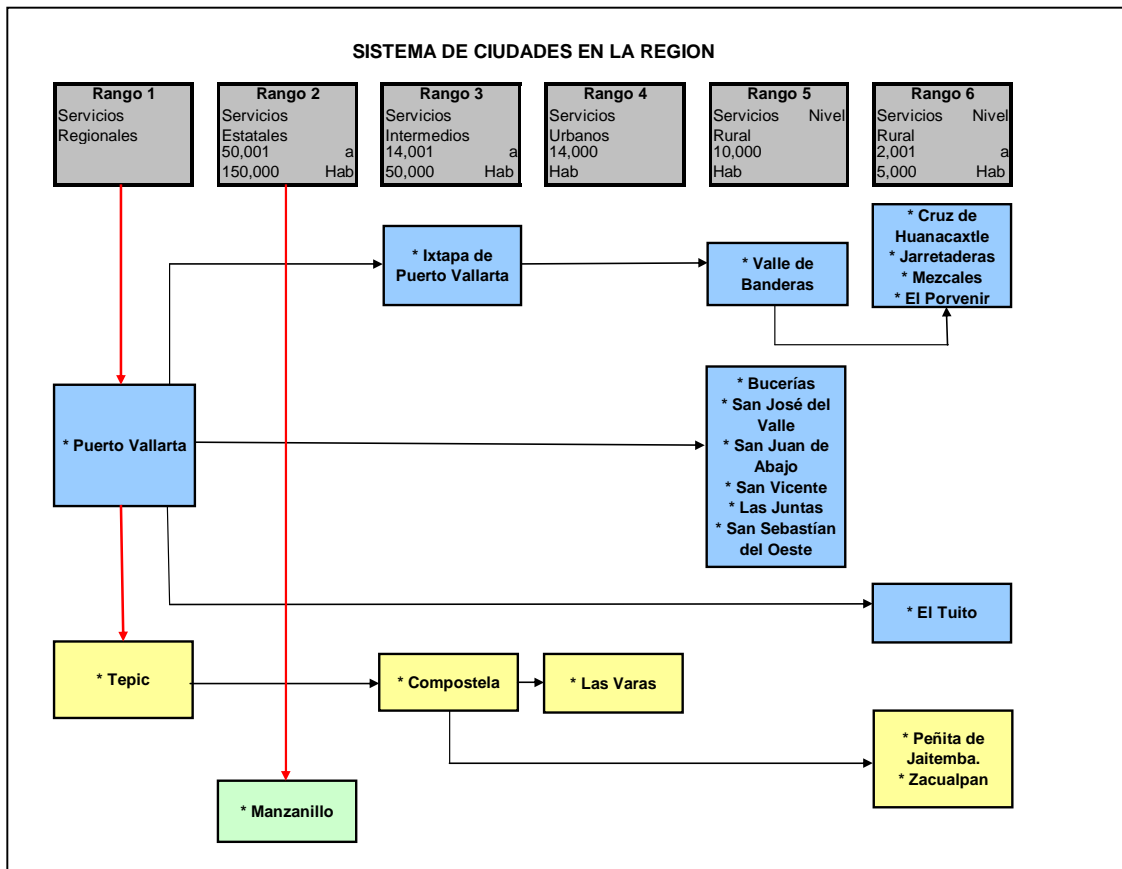 SISTEMA DE CIUDADES EN LA REGION
Rango 1
Servicios
Regionales
Rango 2
Servicios
Estatales
50,001 a
150,000 Hab
Rango 3
Servicios
Intermedios
14,001 a
50,000 Hab
Rango 4
Servicios
Urbanos
14,000
Hab
Rango 5
Servicios Nivel
Rural
10,000
Hab
Rango 6
Servicios Nivel
Rural
2,001 a
5,000 Hab
* Ixtapa de
Puerto Vallarta
* Valle de
Banderas
* Cruz de
Huanacaxtle
* Jarretaderas
* Mezcales
* El Porvenir
* Puerto Vallarta
* Bucerías
* San José del
Valle
* San Juan de
Abajo
* San Vicente
* Las Juntas
* San Sebastían
del Oeste
* El Tuito
* Tepic
* Compostela
* Las Varas
* Peñita de
Jaitemba.
* Zacualpan
* Manzanillo